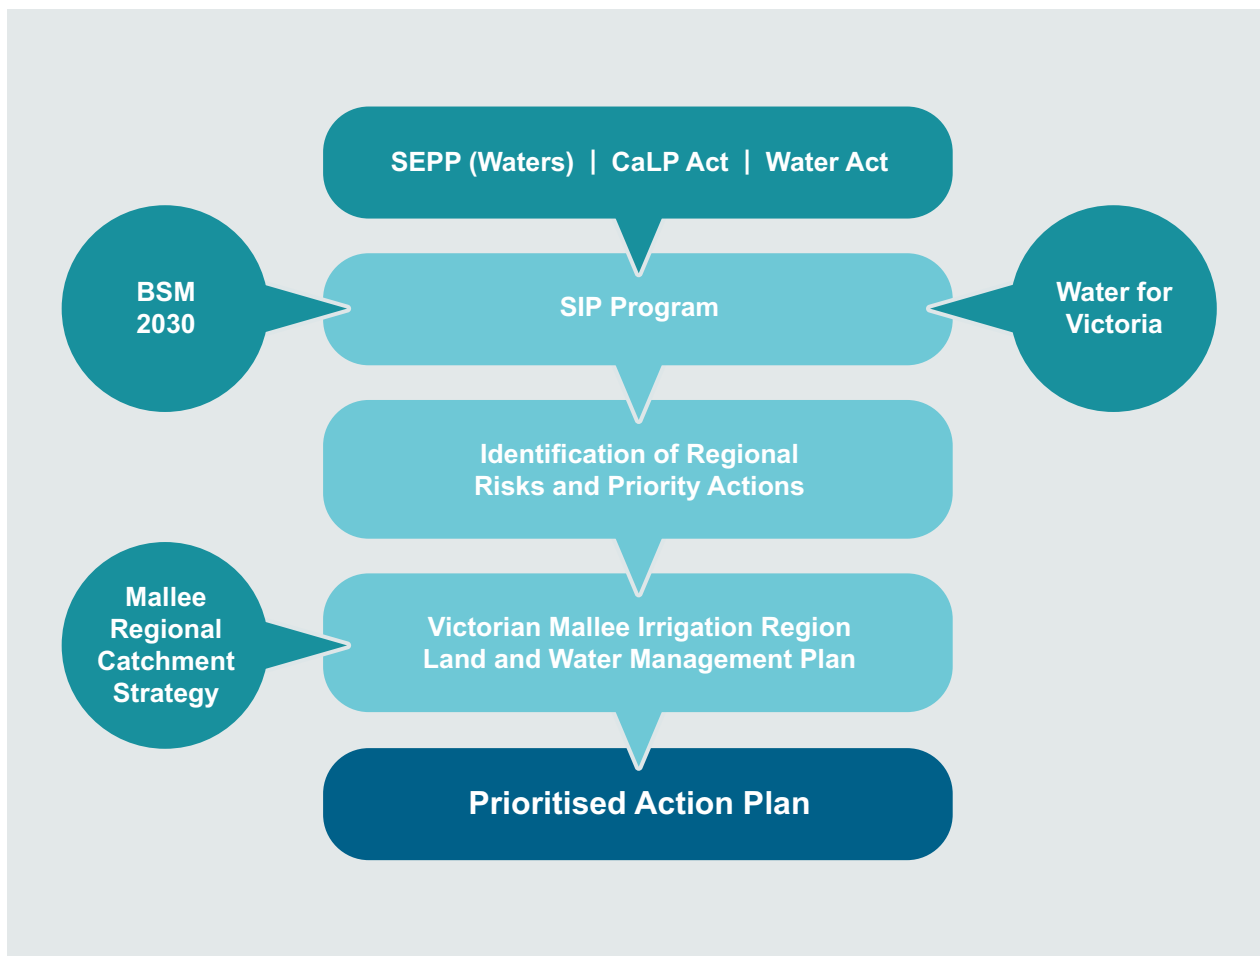 SEPP (Waters) | CaLP Act | Water Act
BSM
2030
SIP Program
Water for
Victoria
Identification of Regional
Risks and Priority Actions
Mallee
Regional
Catchment
Strategy
Victorian Mallee Irrigation Region
Land and Water Management Plan
Prioritised Action Plan